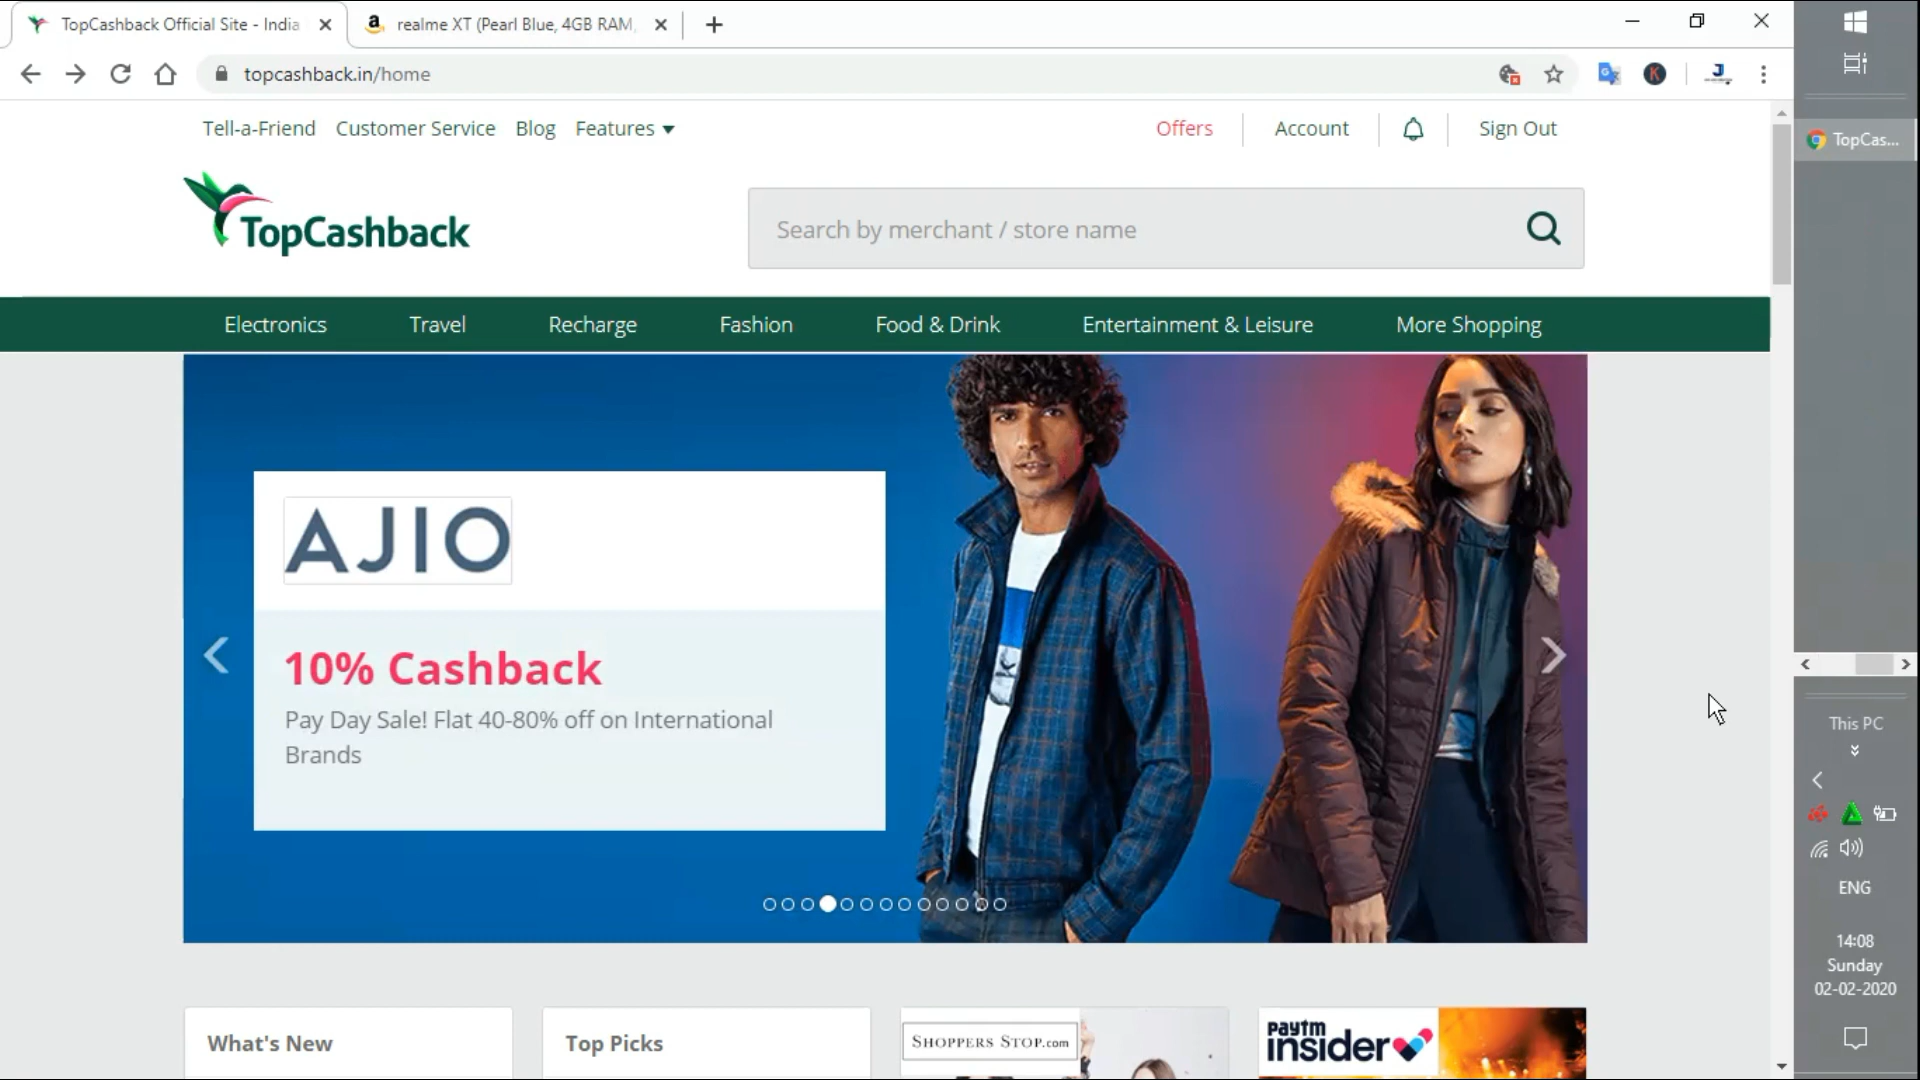 TopCashback Official Site - India
realme XT (Pearl Blue, 4GB RAM,
topcashback.in/home
Tell-a-Friend Customer Service Blog Features
Offers Account Sign Out
TopCashback
Search by merchant / store name
Electronics Travel Recharge Fashion Food & Drink Entertainment & Leisure More Shopping
AJIO
10% Cashback
Pay Day Sale! Flat 40-80% off on International
Brands
What's New
Top Picks
SHOPPERS STOP.com
paytm
insider
TopCas...
This PC
ENG
14:08
Sunday
02-02-2020